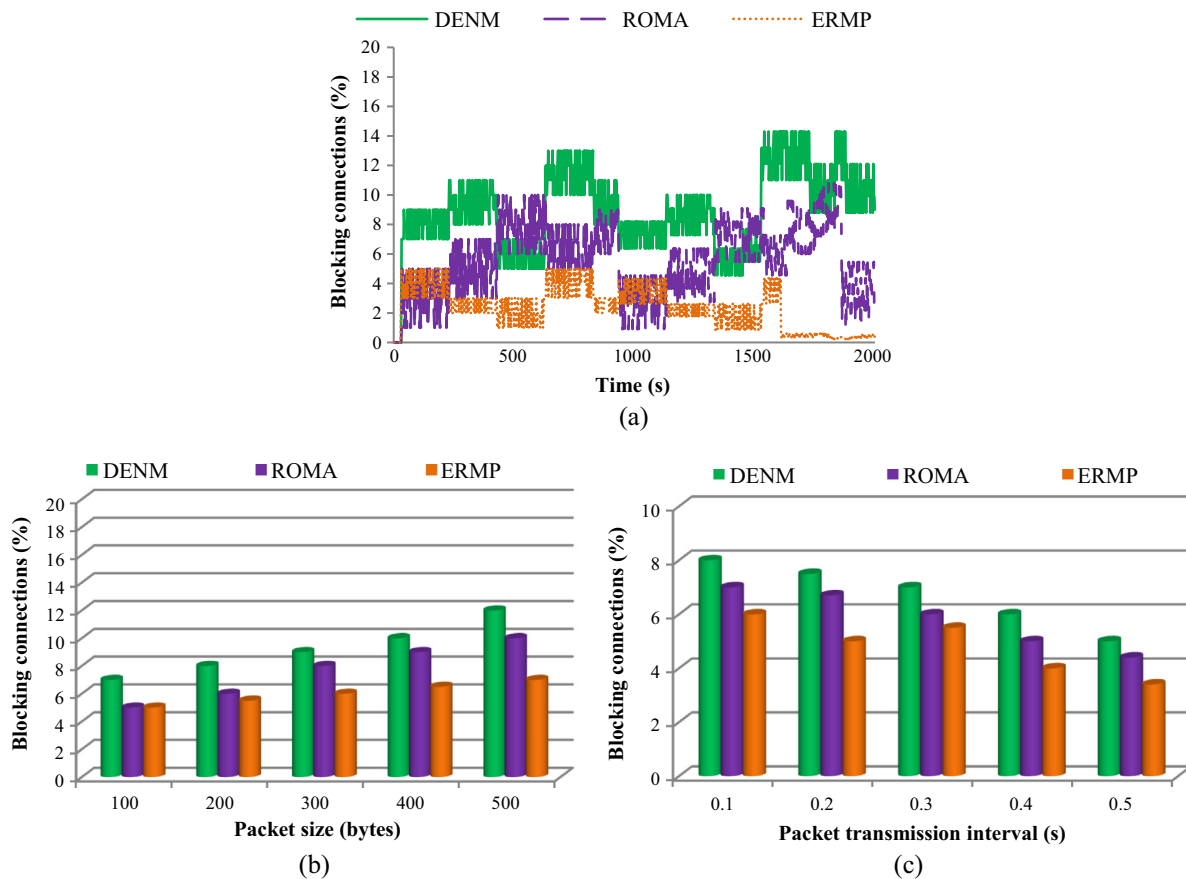 DENM ROMA ERMP
20
18
16
14
12
10
8
6
4
2
0
Blocking connections (%)
0 500 1000 1500 2000
Time (s)
(a)
DENM ROMA ERMP
20
18
16
14
12
10
8
6
4
2
0
Blocking connections (%)
100 200 300 400 500
Packet size (bytes)
(b)
DENM ROMA ERMP
10
8
6
4
2
0
Blocking connections (%)
0.1 0.2 0.3 0.4 0.5
Packet transmission interval (s)
(c)